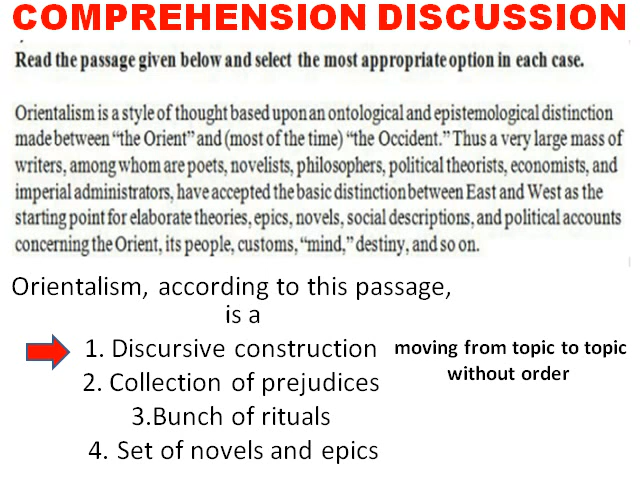 COMPREHENSION DISCUSSION
Read the passage given below and select the most appropriate option in each case.
Orientalism is a style of thought based upon an ontological and epistemological distinction
made between “the Orient” and (most of the time) “the Occident.” Thus a very large mass of
writers, among whom are poets, novelists, philosophers, political theorists, economists, and
imperial administrators, have accepted the basic distinction between East and West as the
starting point for elaborate theories, epics, novels, social descriptions, and political accounts
concerning the Orient, its people, customs, “mind,” destiny, and so on.
Orientalism, according to this passage,
is a
1. Discursive construction moving from topic to topic
without order
2. Collection of prejudices
3.Bunch of rituals
4. Set of novels and epics